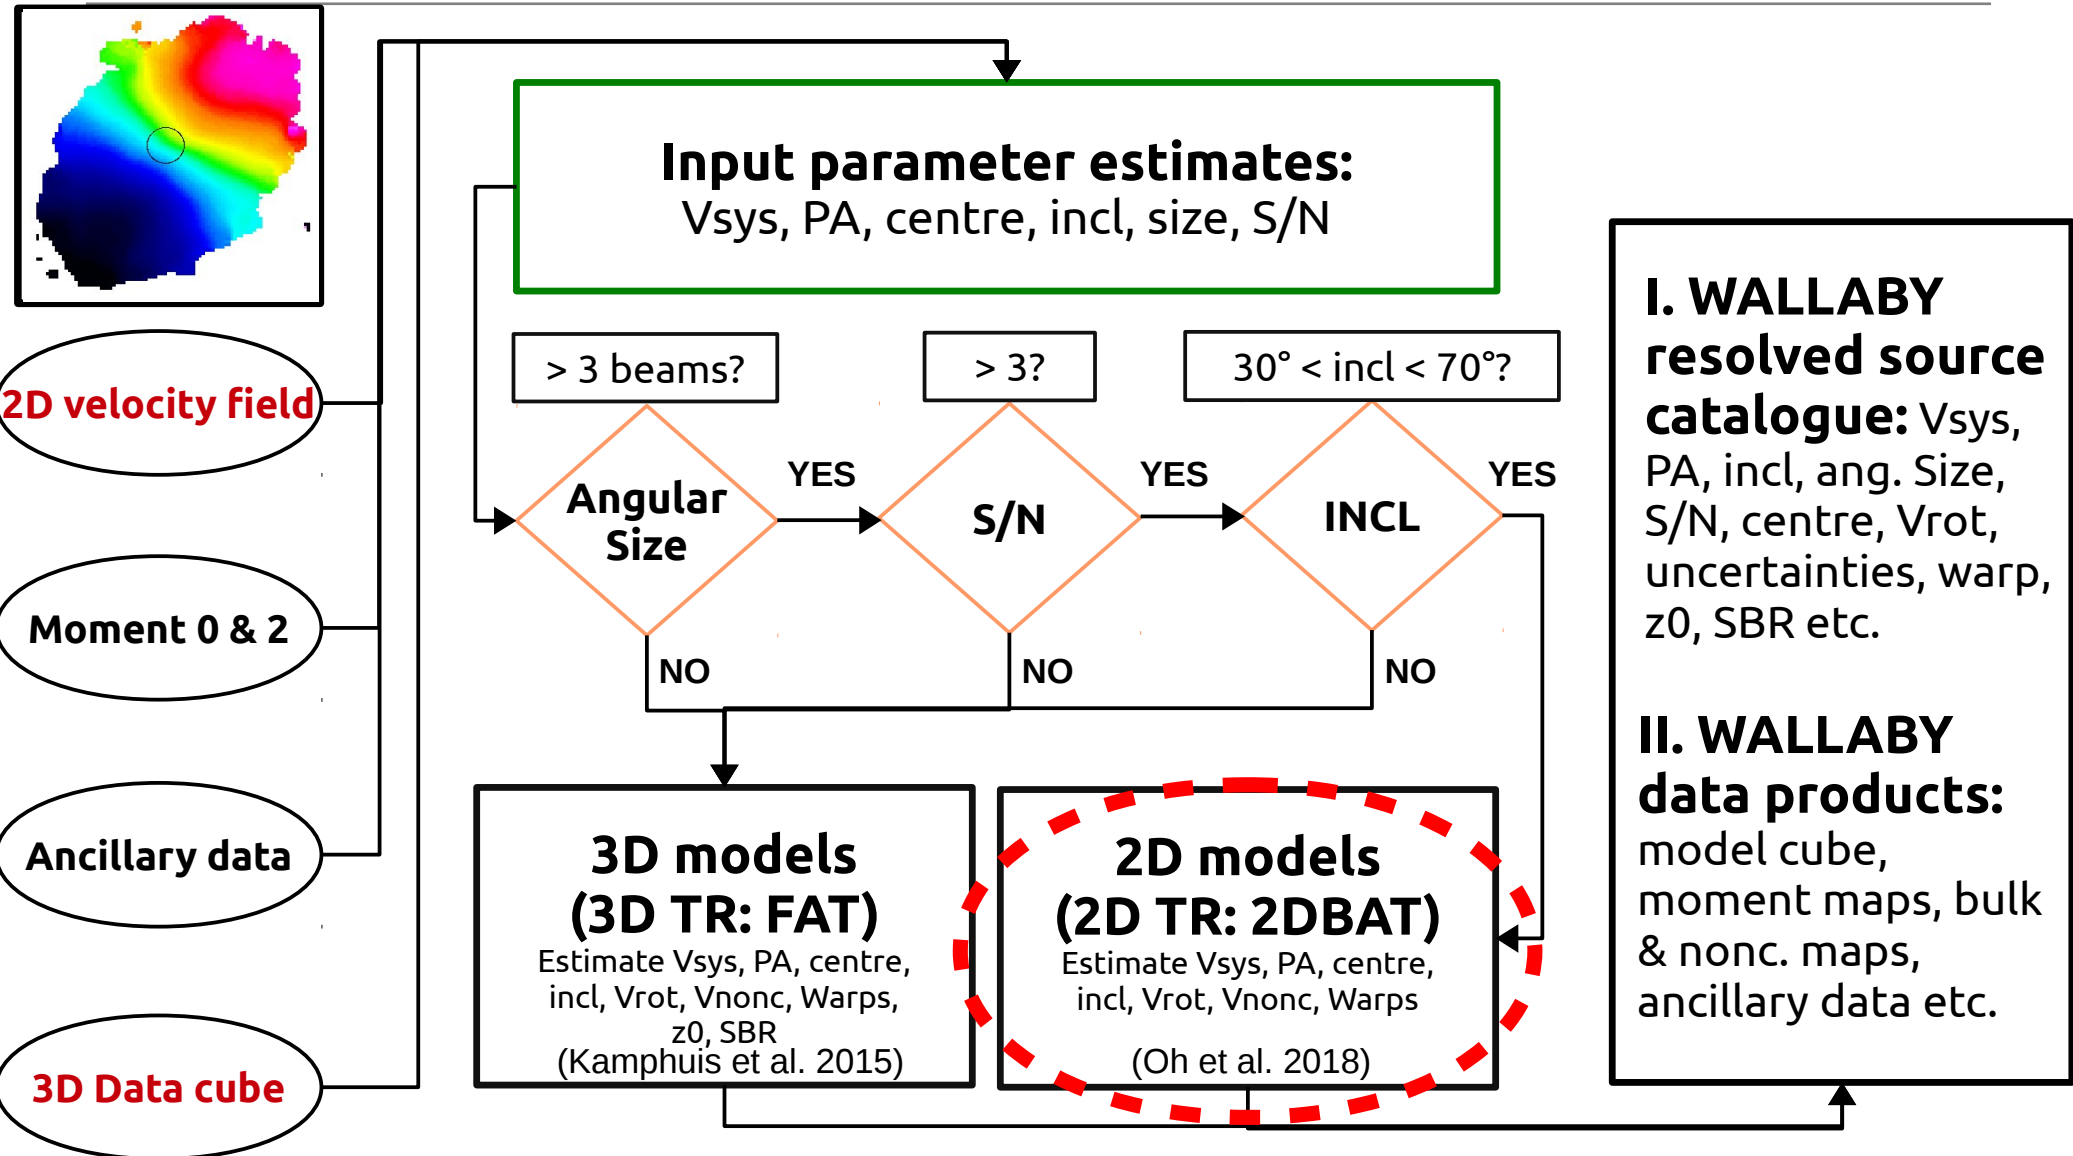 Input parameter estimates:
Vsys, PA, centre, incl, size, S/N
> 3 beams?
> 3?
30° < incl < 70°?
2D velocity field
Moment 0 & 2
Ancillary data
3D Data cube
Angular
Size
YES
S/N
YES
INCL
YES
NO
NO
NO
3D models
(3D TR: FAT)
Estimate Vsys, PA, centre,
incl, Vrot, Vnonc, Warps,
z0, SBR
(Kamphuis et al. 2015)
2D models
(2D TR: 2DBAT)
Estimate Vsys, PA, centre,
incl, Vrot, Vnonc, Warps
(Oh et al. 2018)
I. WALLABY
resolved source
catalogue: Vsys,
PA, incl, ang. Size,
S/N, centre, Vrot,
uncertainties, warp,
z0, SBR etc.
II. WALLABY
data products:
model cube,
moment maps, bulk
& nonc. maps,
ancillary data etc.